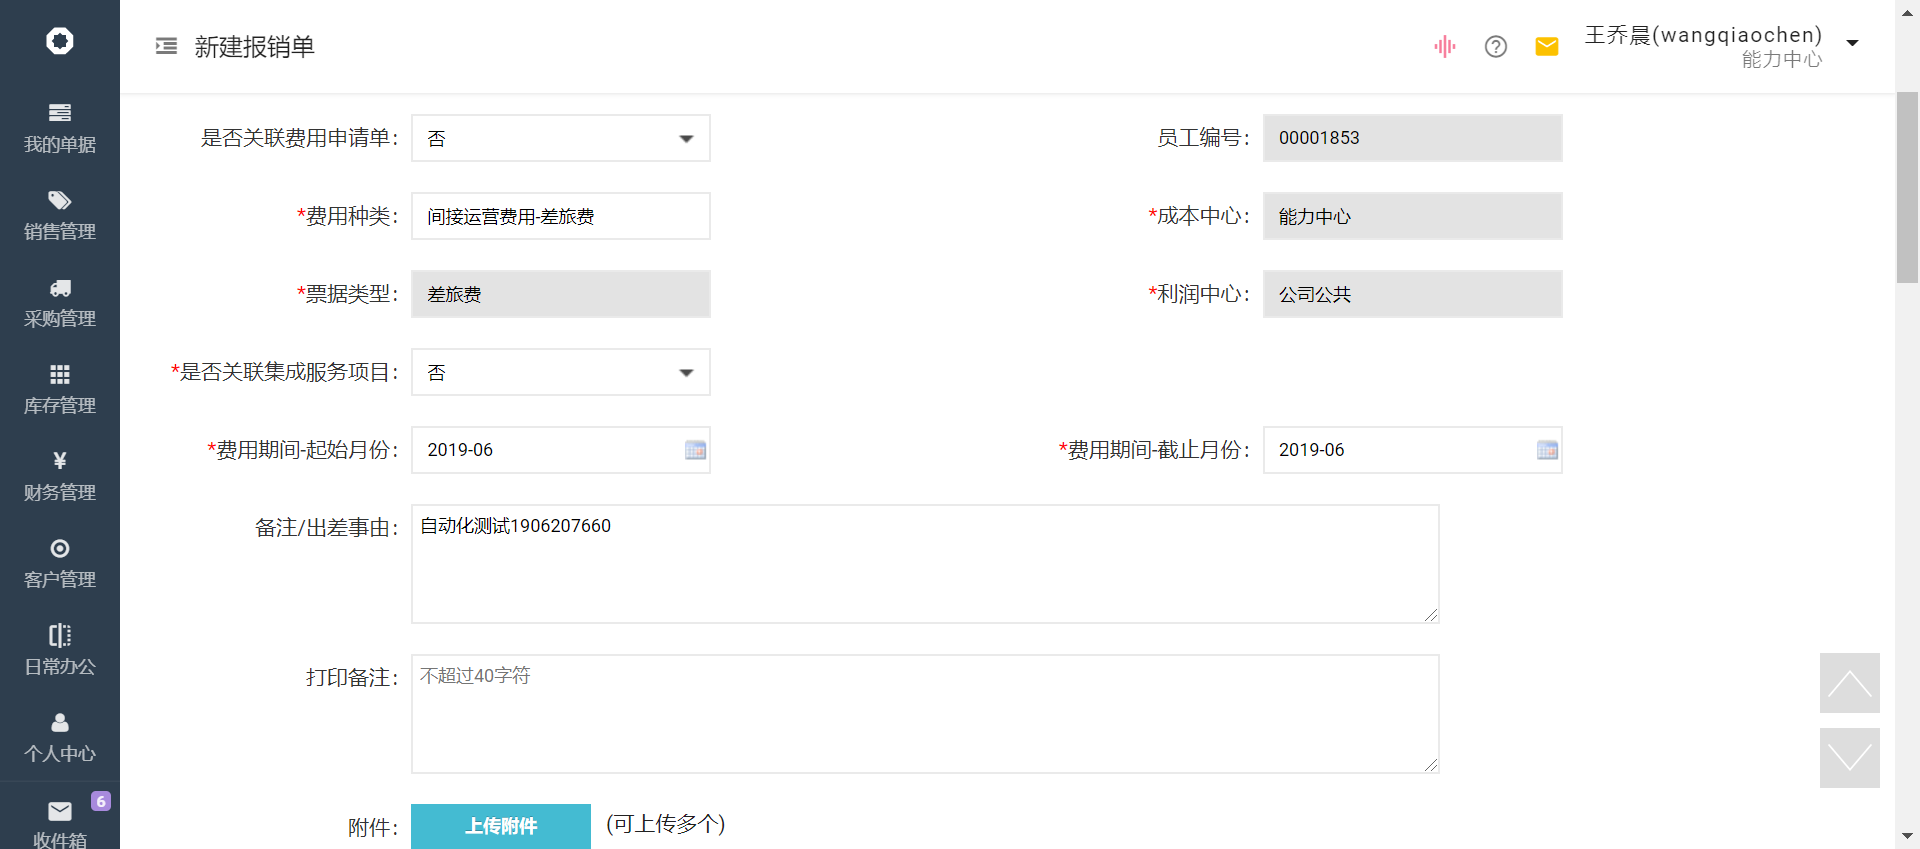 新建报销单
王乔晨(wangqiaochen)
能力中心
我的单据
销售管理
采购管理
库存管理
财务管理
客户管理
日常办公
个人中心
6
收件箱
是否关联费用申请单:
否
员工编号:
00001853
*费用种类:
间接运营费用-差旅费
*成本中心:
能力中心
*票据类型:
差旅费
*利润中心:
公司公共
*是否关联集成服务项目:
否
*费用期间-起始月份:
2019-06
*费用期间-截止月份:
2019-06
备注/出差事由:
自动化测试1906207660
打印备注:
不超过40字符
附件:
上传附件
(可上传多个)